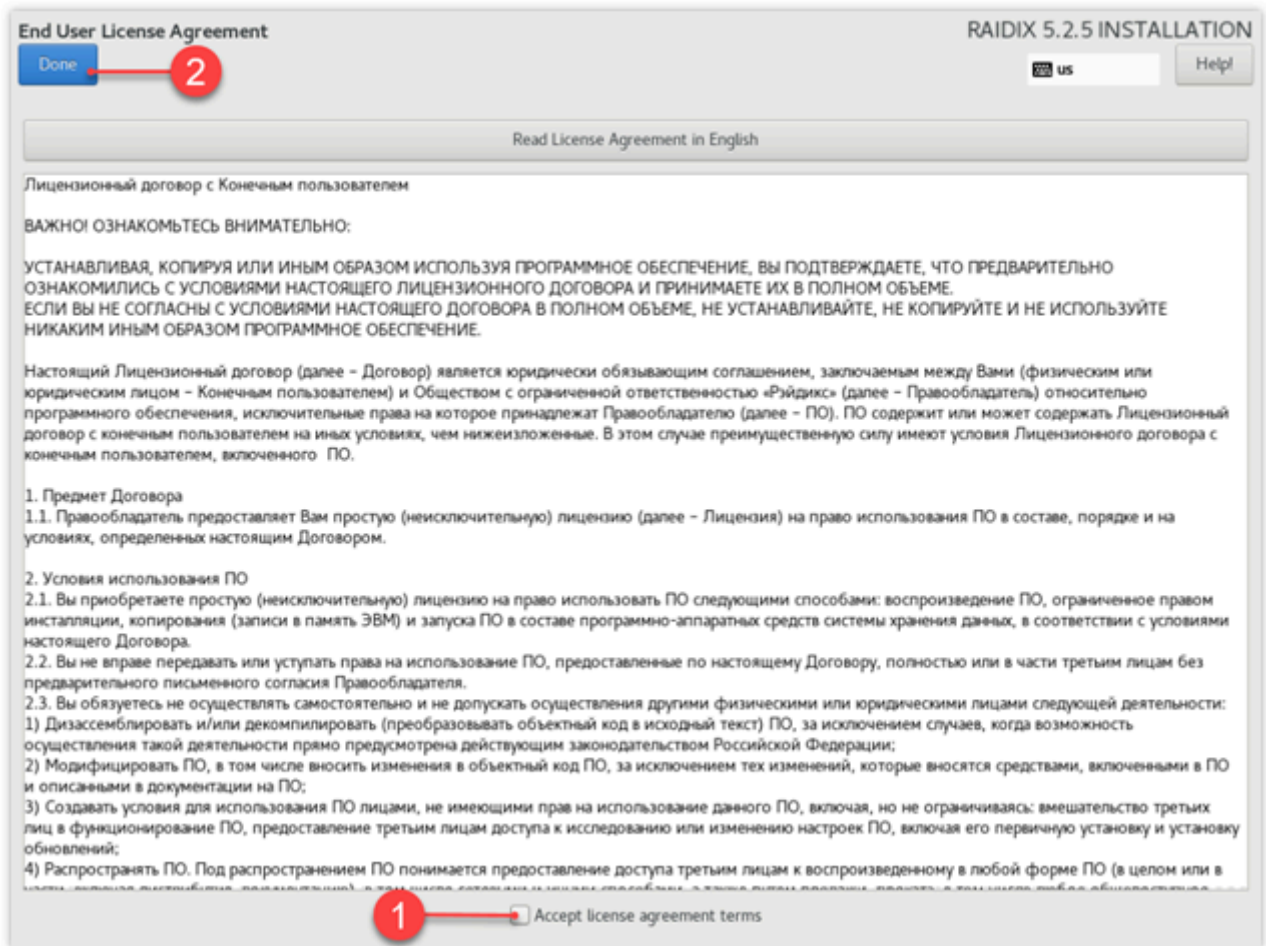 End User License Agreement
RAIDIX 5.2.5 INSTALLATION
Done
2
us
Help!
Read License Agreement in English
Лицензионный договор с Конечным пользователем
ВАЖНО! ОЗНАКОМЬТЕСЬ ВНИМАТЕЛЬНО:
УСТАНАВЛИВАЯ, КОПИРУЯ ИЛИ ИНЫМ ОБРАЗОМ ИСПОЛЬЗУЯ ПРОГРАММНОЕ ОБЕСПЕЧЕНИЕ, ВЫ ПОДТВЕРЖДАЕТЕ, ЧТО ПРЕДВАРИТЕЛЬНО
ОЗНАКОМИЛИСЬ С УСЛОВИЯМИ НАСТОЯЩЕГО ЛИЦЕНЗИОННОГО ДОГОВОРА И ПРИНИМАЕТЕ ИХ В ПОЛНОМ ОБЪЕМЕ.
ЕСЛИ ВЫ НЕ СОГЛАСНЫ С УСЛОВИЯМИ НАСТОЯЩЕГО ДОГОВОРА В ПОЛНОМ ОБЪЕМЕ, НЕ УСТАНАВЛИВАЙТЕ, НЕ КОПИРУЙТЕ И НЕ ИСПОЛЬЗУЙТЕ
НИКАКИМ ИНЫМ ОБРАЗОМ ПРОГРАММНОЕ ОБЕСПЕЧЕНИЕ.
Настоящий Лицензионный договор (далее – Договор) является юридически обязывающим соглашением, заключаемым между Вами (физическим или
юридическим лицом – Конечным пользователем) и Обществом с ограниченной ответственностью «Рэйдикс» (далее – Правообладатель) относительно
программного обеспечения, исключительные права на которое принадлежат Правообладателю (далее – ПО). ПО содержит или может содержать Лицензионный
договор с конечным пользователем на иных условиях, чем нижеизложенные. В этом случае преимущественную силу имеют условия Лицензионного договора с
конечным пользователем, включенного ПО.
1. Предмет Договора
1.1. Правообладатель предоставляет Вам простую (неисключительную) лицензию (далее – Лицензия) на право использования ПО в составе, порядке и на
условиях, определенных настоящим Договором.
2. Условия использования ПО
2.1. Вы приобретаете простую (неисключительную) лицензию на право использовать ПО следующими способами: воспроизведение ПО, ограниченное правом
инсталляции, копирования (записи в память ЭВМ) и запуска ПО в составе программно-аппаратных средств системы хранения данных, в соответствии с условиями
настоящего Договора.
2.2. Вы не вправе передавать или уступать права на использование ПО, предоставленные по настоящему Договору, полностью или в части третьим лицам без
предварительного письменного согласия Правообладателя.
2.3. Вы обязуетесь не осуществлять самостоятельно и не допускать осуществления другими физическими или юридическими лицами следующей деятельности:
1) Дизассемблировать и/или декомпилировать (преобразовывать объектный код в исходный текст) ПО, за исключением случаев, когда возможность
осуществления такой деятельности прямо предусмотрена действующим законодательством Российской Федерации;
2) Модифицировать ПО, в том числе вносить изменения в объектный код ПО, за исключением тех изменений, которые вносятся средствами, включенными в ПО
и описанными в документации на ПО;
3) Создавать условия для использования ПО лицами, не имеющими прав на использование данного ПО, включая, но не ограничиваясь: вмешательство третьих
лиц в функционирование ПО, предоставление третьим лицам доступа к исследованию или изменению настроек ПО, включая его первичную установку и установку
обновлений;
4) Распространять ПО. Под распространением ПО понимается предоставление доступа третьим лицам к воспроизведенному в любой форме ПО (в целом или в
1
Accept license agreement terms